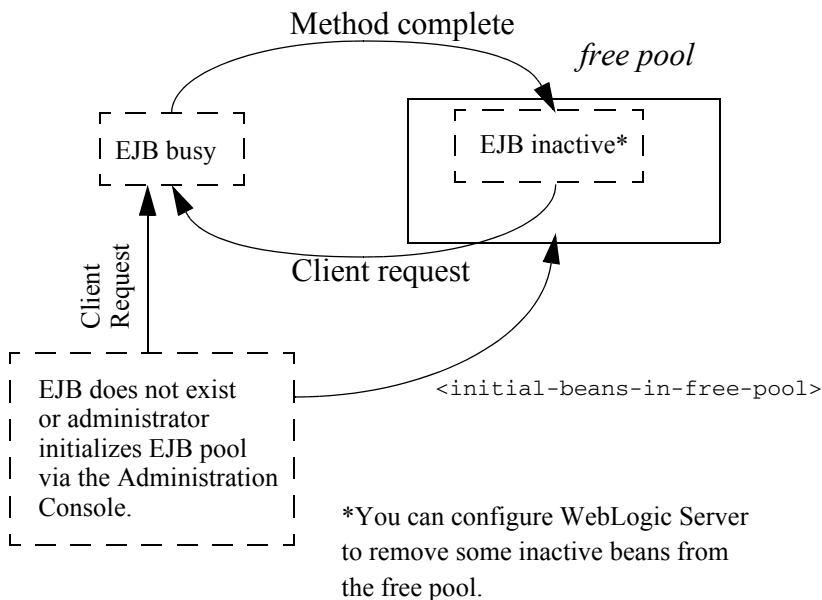 Method complete
free pool
EJB busy
EJB inactive*
Client request
Client
Request
EJB does not exist
or administrator
initializes EJB pool
via the Administration
Console.
<initial-beans-in-free-pool>
*You can configure WebLogic Server
to remove some inactive beans from
the free pool.